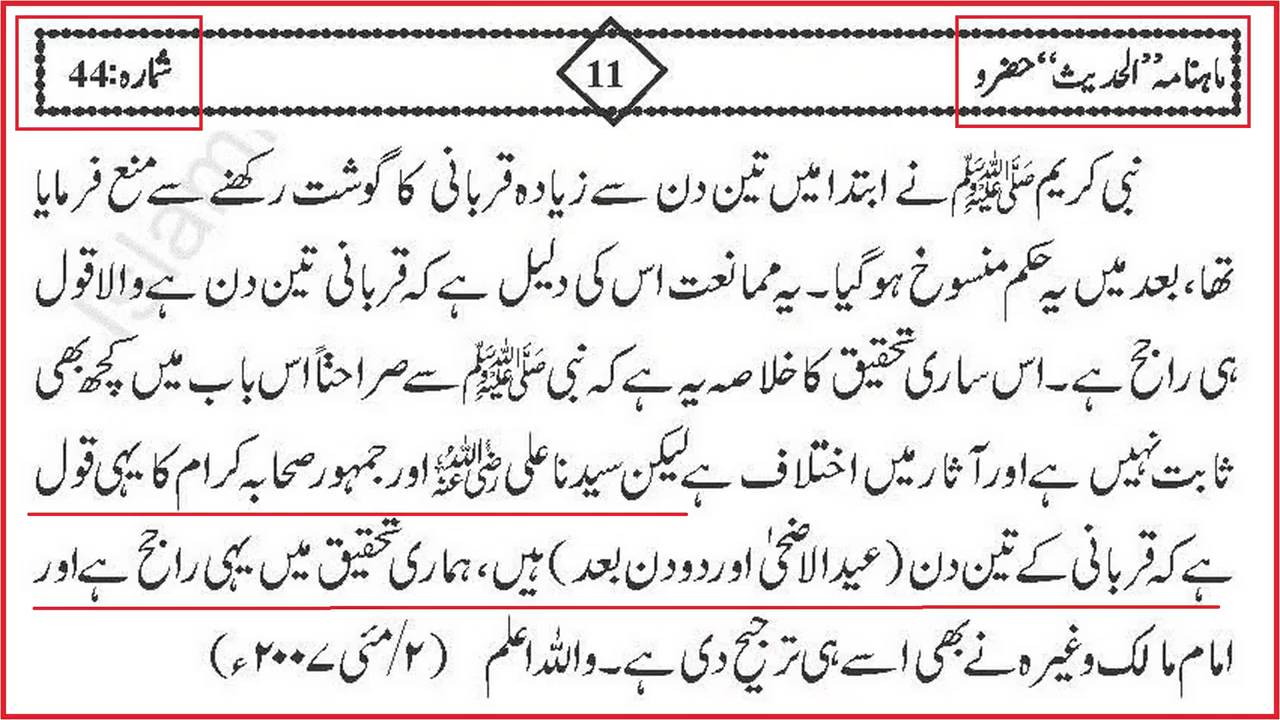 ماہنامہ ”الحدیث“ حضرو
11
شمارہ:44
نبی کریم ﷺ نے ابتدا میں تین دن سے زیادہ قربانی کا گوشت رکھنے سے منع فرمایا
تھا، بعد میں یہ حکم منسوخ ہوگیا۔ یہ ممانعت اس کی دلیل ہے کہ قربانی تین دن ہے والا قول
ہی راجح ہے۔ اس ساری تحقیق کا خلاصہ یہ ہے کہ نبی ﷺ سے صراحتاً اس باب میں کچھ بھی
ثابت نہیں ہے اور آثار میں اختلاف ہے لیکن سیدنا علی رضی اللہ عنہ اور جمہور صحابہ کرام کا یہی قول
ہے کہ قربانی کے تین دن (عید الاضحیٰ اور دو دن بعد) ہیں، ہماری تحقیق میں یہی راجح ہے اور
امام مالک وغیرہ نے بھی اسے ہی ترجیح دی ہے۔ واللہ اعلم (۲/مئی ۲۰۰۷ء)
Islam